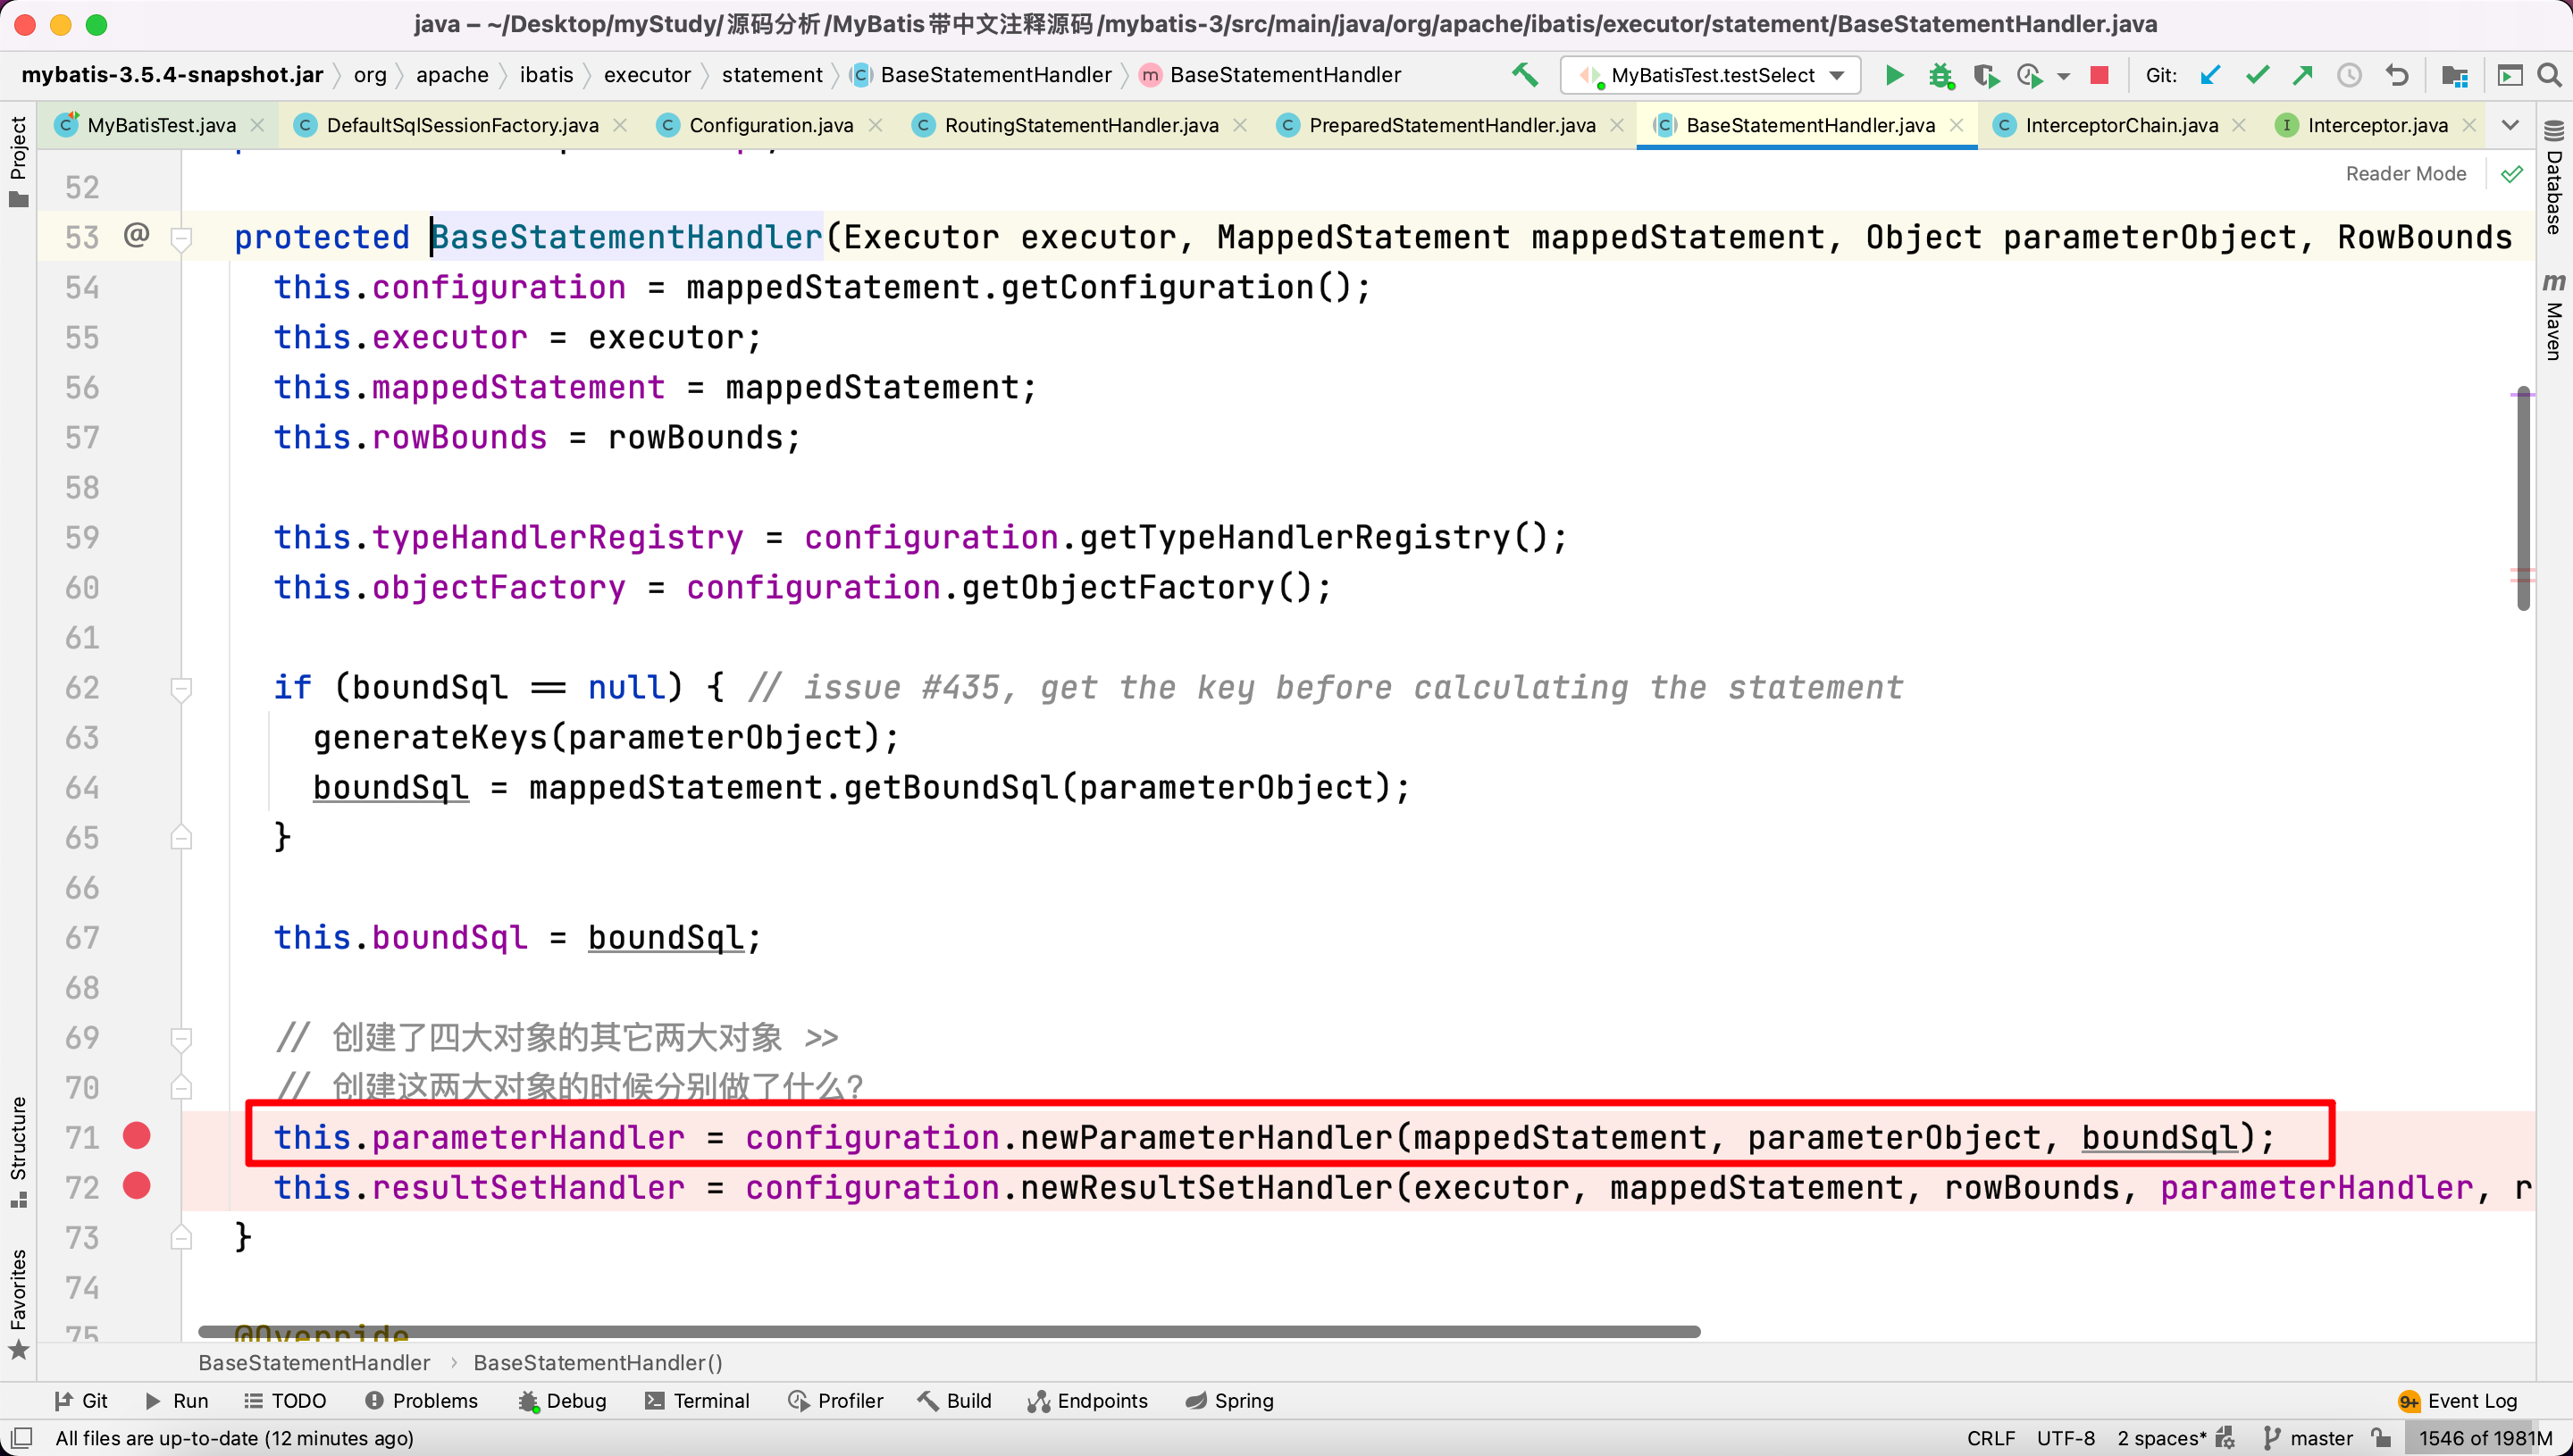 java – ~/Desktop/myStudy/源码分析/MyBatis带中文注释源码/mybatis-3/src/main/java/org/apache/ibatis/executor/statement/BaseStatementHandler.java
mybatis-3.5.4-snapshot.jar org apache ibatis executor statement BaseStatementHandler BaseStatementHandler MyBatisTest.testSelect Git:
MyBatisTest.java DefaultSqlSessionFactory.java Configuration.java RoutingStatementHandler.java PreparedStatementHandler.java BaseStatementHandler.java InterceptorChain.java Interceptor.java
Project
Database
Maven
Structure
Favorites
Reader Mode
52
53 @ protected BaseStatementHandler(Executor executor, MappedStatement mappedStatement, Object parameterObject, RowBounds
54 this.configuration = mappedStatement.getConfiguration();
55 this.executor = executor;
56 this.mappedStatement = mappedStatement;
57 this.rowBounds = rowBounds;
58
59 this.typeHandlerRegistry = configuration.getTypeHandlerRegistry();
60 this.objectFactory = configuration.getObjectFactory();
61
62 if (boundSql == null) { // issue #435, get the key before calculating the statement
63 generateKeys(parameterObject);
64 boundSql = mappedStatement.getBoundSql(parameterObject);
65 }
66
67 this.boundSql = boundSql;
68
69 // 创建了四大对象的其它两大对象 >>
70 // 创建这两大对象的时候分别做了什么?
71 this.parameterHandler = configuration.newParameterHandler(mappedStatement, parameterObject, boundSql);
72 this.resultSetHandler = configuration.newResultSetHandler(executor, mappedStatement, rowBounds, parameterHandler, r
73 }
74
75 @Override
BaseStatementHandler › BaseStatementHandler()
Git Run TODO Problems Debug Terminal Profiler Build Endpoints Spring 9+ Event Log
All files are up-to-date (12 minutes ago) CRLF UTF-8 2 spaces* master 1546 of 1981M